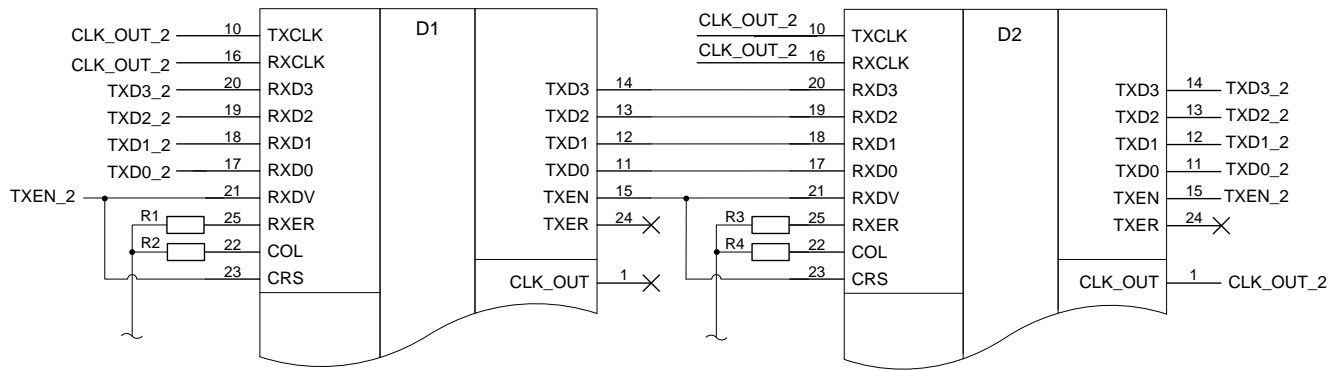 CLK_OUT_2 10 TXCLK D1 CLK_OUT_2 10 TXCLK D2
CLK_OUT_2 16 RXCLK CLK_OUT_2 16 RXCLK
TXD3_2 20 RXD3 TXD3 14 20 RXD3 TXD3 14 TXD3_2
TXD2_2 19 RXD2 TXD2 13 19 RXD2 TXD2 13 TXD2_2
TXD1_2 18 RXD1 TXD1 12 18 RXD1 TXD1 12 TXD1_2
TXD0_2 17 RXD0 TXD0 11 17 RXD0 TXD0 11 TXD0_2
TXEN_2 21 RXDV TXEN 15 21 RXDV TXEN 15 TXEN_2
R1 25 RXER TXER 24 R3 25 RXER TXER 24
R2 22 COL R4 22 COL
23 CRS CLK_OUT 1 23 CRS CLK_OUT 1 CLK_OUT_2